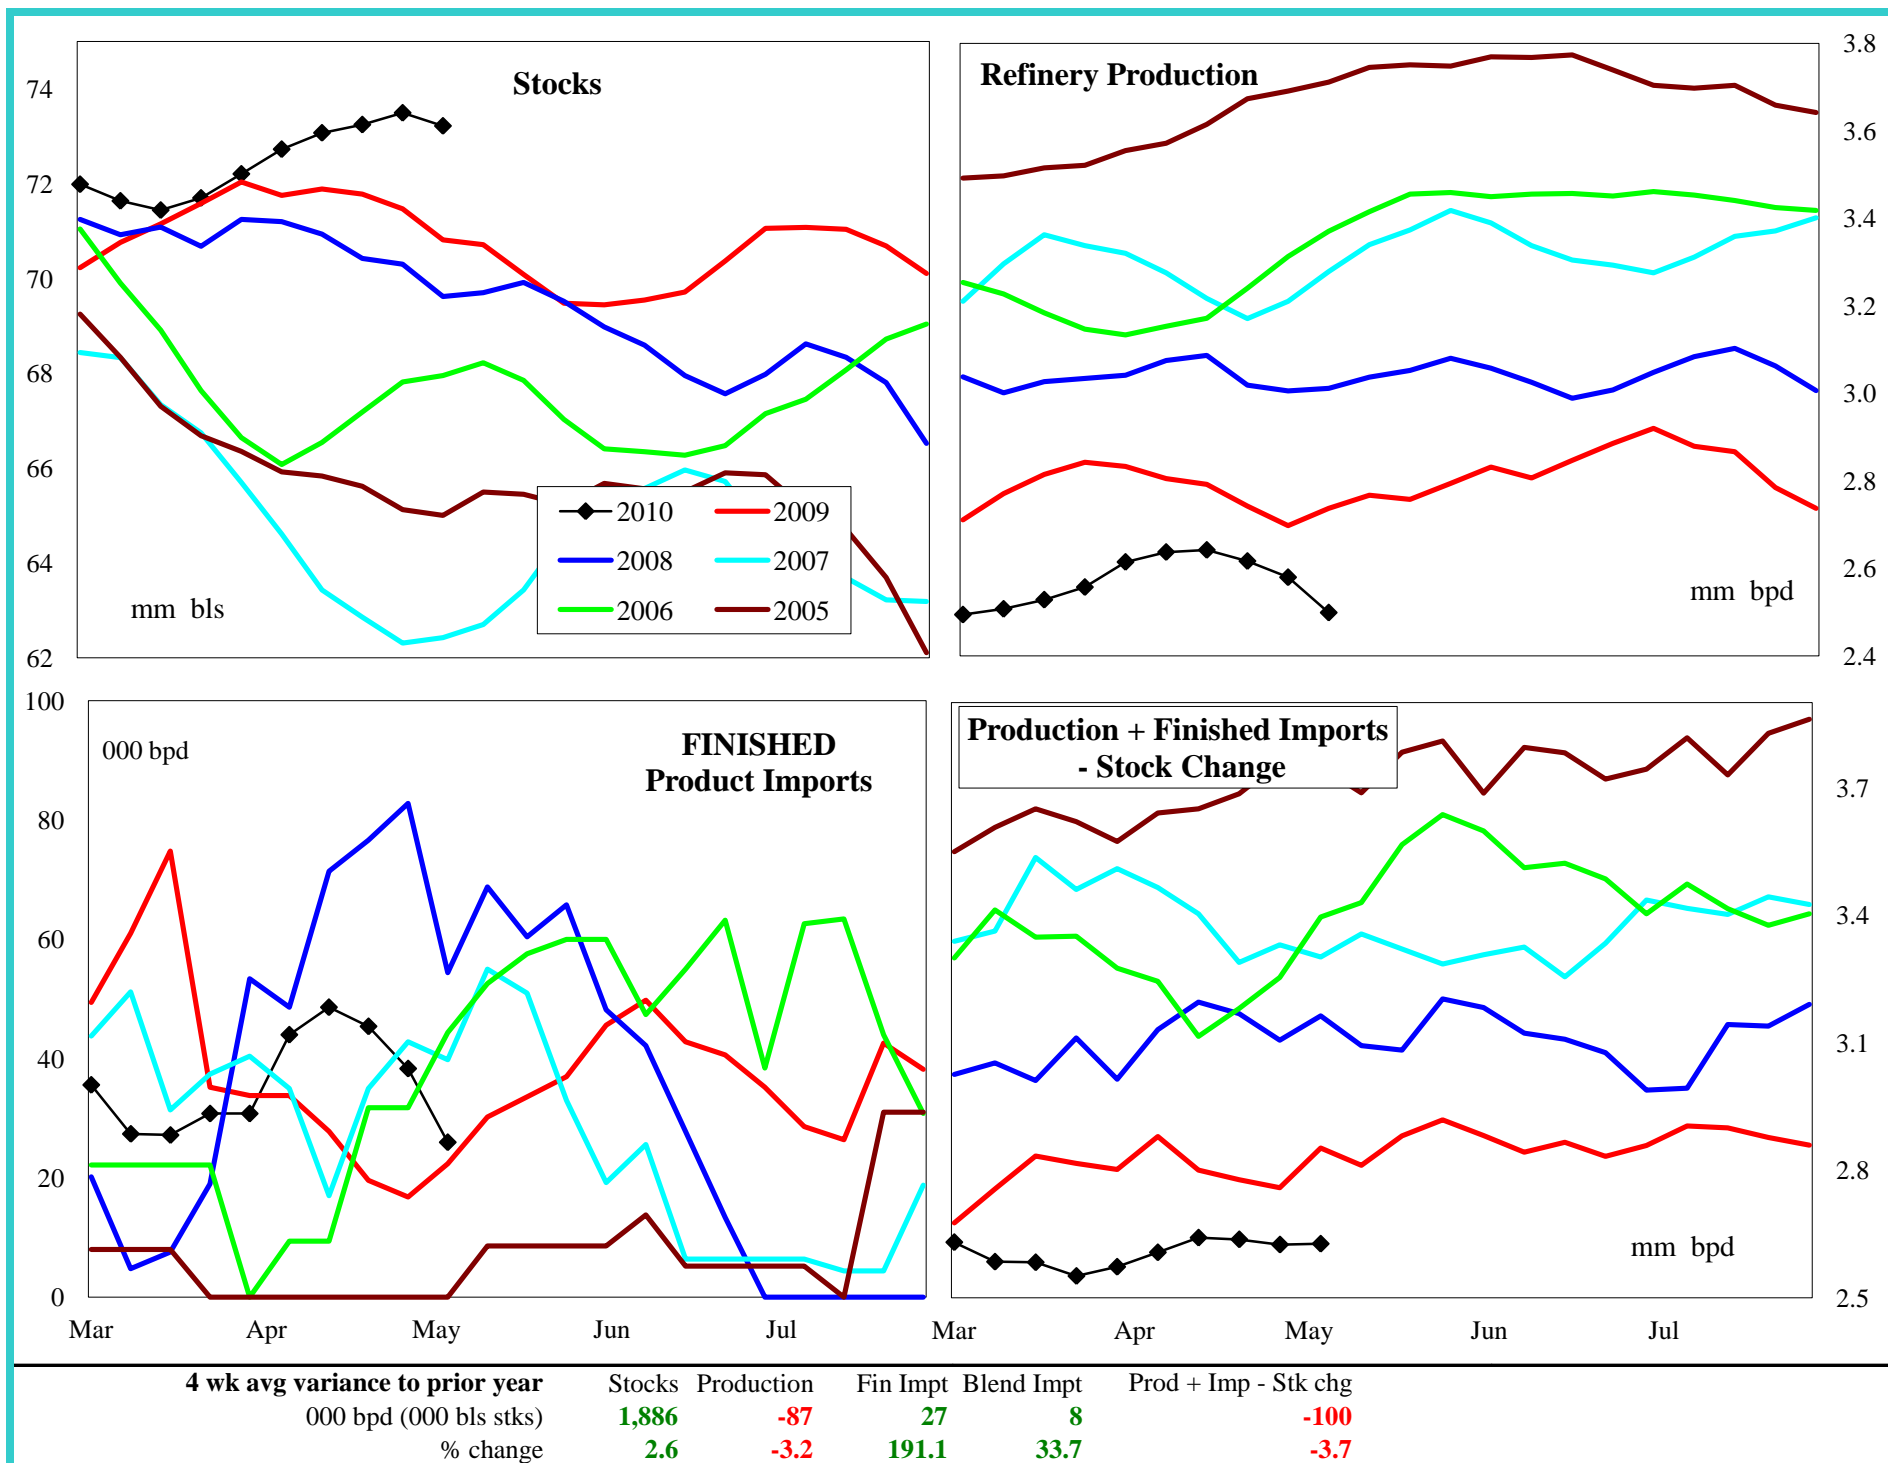 Stocks
74
72
70
68
66
64
62
mm bls
2010
2009
2008
2007
2006
2005
Refinery Production
3.8
3.6
3.4
3.2
3.0
2.8
2.6
2.4
mm bpd
100
80
60
40
20
0
000 bpd
FINISHED
Product Imports
Mar Apr May Jun Jul
Production + Finished Imports
- Stock Change
3.7
3.4
3.1
2.8
2.5
mm bpd
Mar Apr May Jun Jul
4 wk avg variance to prior year Stocks Production Fin Impt Blend Impt Prod + Imp - Stk chg
000 bpd (000 bls stks) 1,886 -87 27 8 -100
% change 2.6 -3.2 191.1 33.7 -3.7